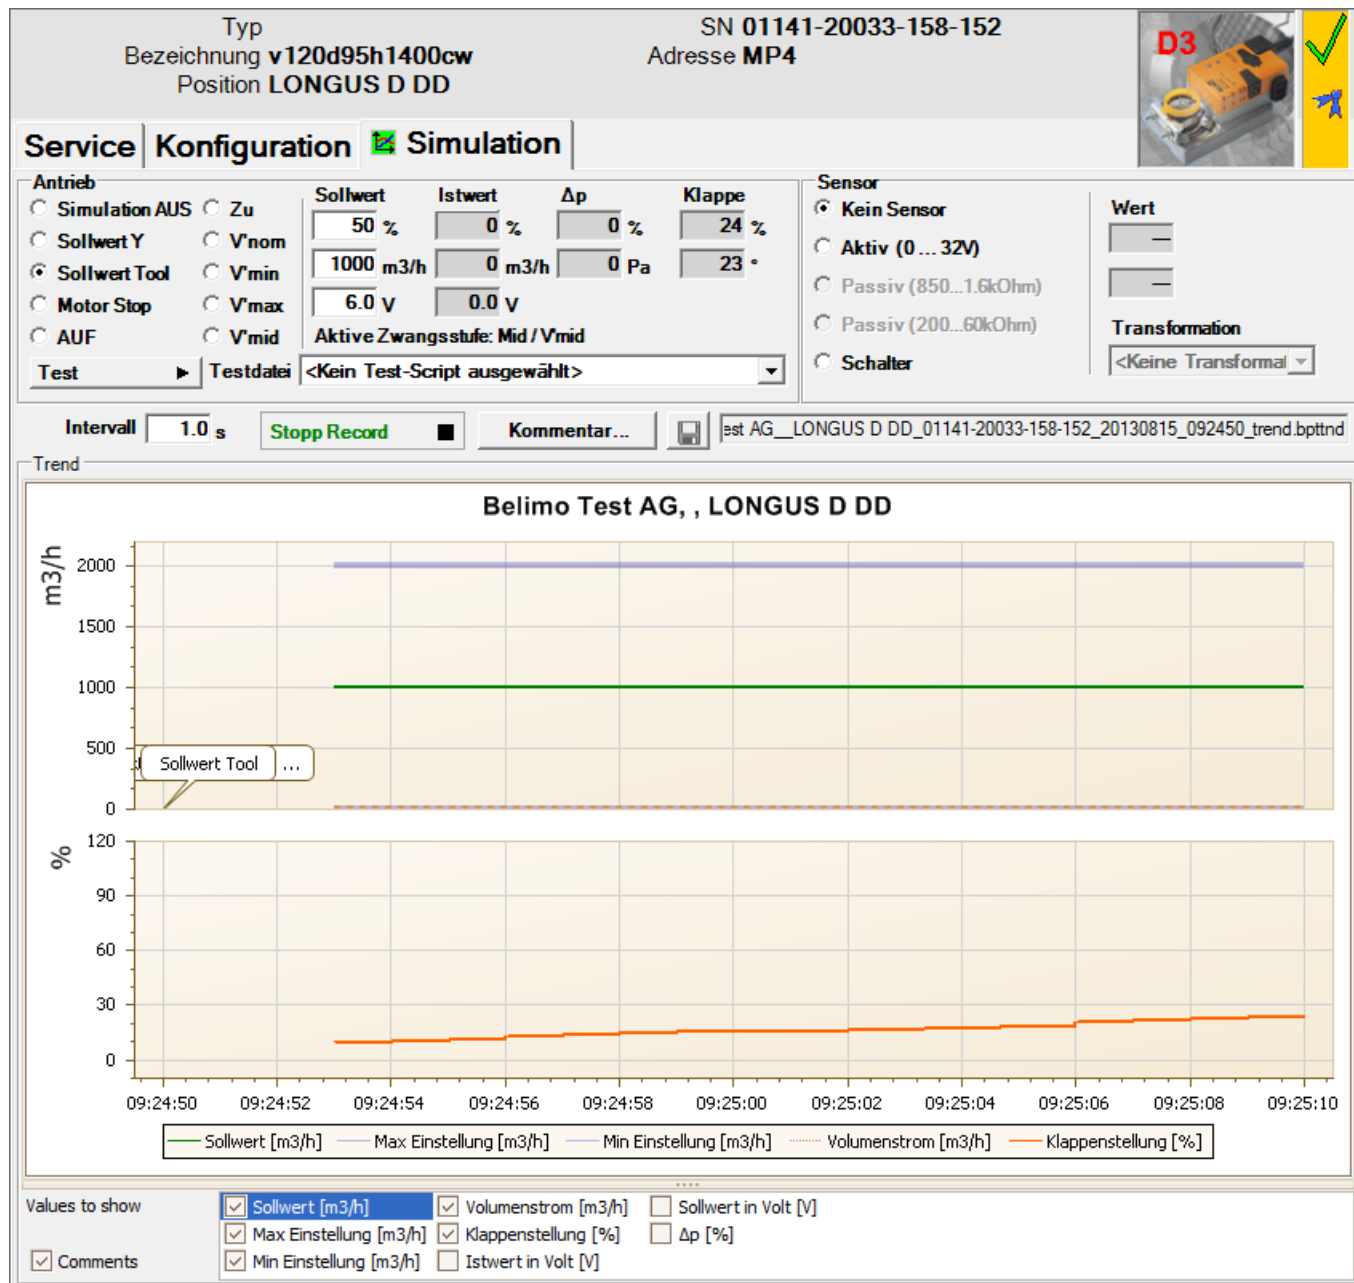 Typ
SN 01141-20033-158-152
Bezeichnung v120d95h1400cw
Adresse MP4
Position LONGUS D DD
D3
Service Konfiguration Simulation
Antrieb
Simulation AUS Zu
Sollwert Y V'nom
Sollwert Tool V'min
Motor Stop V'max
AUF V'mid
Sollwert Istwert Δp Klappe
50 % 0 % 0 % 24 %
1000 m3/h 0 m3/h 0 Pa 23 °
6.0 V 0.0 V
Aktive Zwangsstufe: Mid / V'mid
Test Testdatei <Kein Test-Script ausgewählt>
Sensor
Kein Sensor
Aktiv (0 ... 32V)
Passiv (850...1.6kOhm)
Passiv (200...60kOhm)
Schalter
Wert
—
—
Transformation
<Keine Transformat
Intervall 1.0 s Stopp Record Kommentar... est AG__LONGUS D DD_01141-20033-158-152_20130815_092450_trend.bpttnd
Trend
Belimo Test AG, , LONGUS D DD
m3/h
2000
1500
1000
500
0
Sollwert Tool ...
%
120
90
60
30
0
09:24:50 09:24:52 09:24:54 09:24:56 09:24:58 09:25:00 09:25:02 09:25:04 09:25:06 09:25:08 09:25:10
Sollwert [m3/h] Max Einstellung [m3/h] Min Einstellung [m3/h] Volumenstrom [m3/h] Klappenstellung [%]
Values to show
Sollwert [m3/h] Volumenstrom [m3/h] Sollwert in Volt [V]
Max Einstellung [m3/h] Klappenstellung [%] Δp [%]
Comments Min Einstellung [m3/h] Istwert in Volt [V]